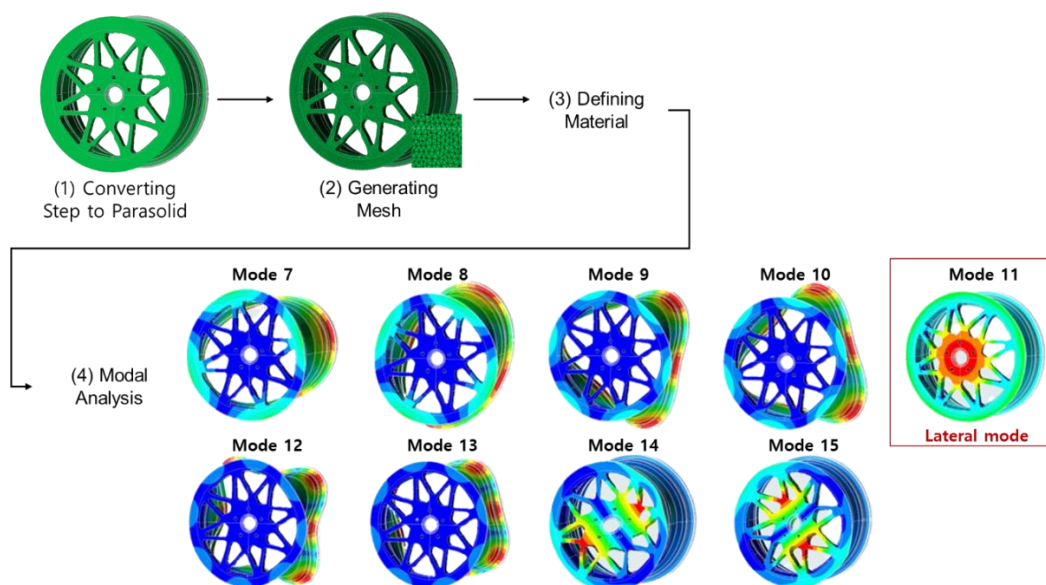 (1) Converting
Step to Parasolid
(2) Generating
Mesh
(3) Defining
Material
(4) Modal
Analysis
Mode 7
Mode 8
Mode 9
Mode 10
Mode 11
Lateral mode
Mode 12
Mode 13
Mode 14
Mode 15